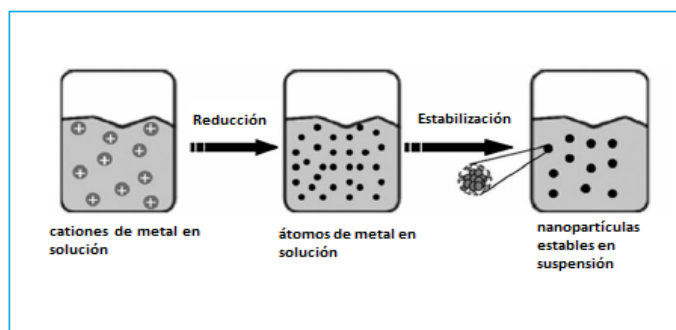 Reducción
Estabilización
cationes de metal en
solución
átomos de metal en
solución
nanopartículas
estables en
suspensión